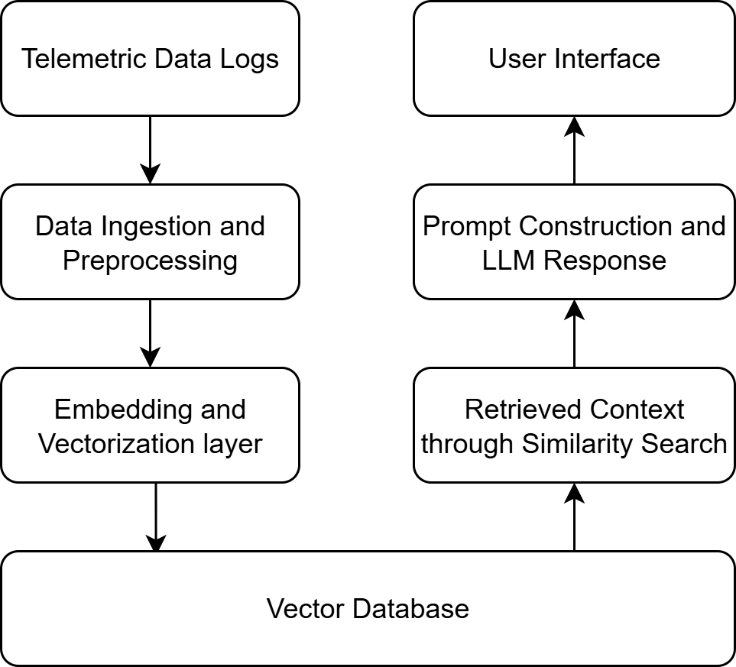 Telemetric Data Logs
User Interface
Data Ingestion and
Preprocessing
Prompt Construction and
LLM Response
Embedding and
Vectorization layer
Retrieved Context
through Similarity Search
Vector Database